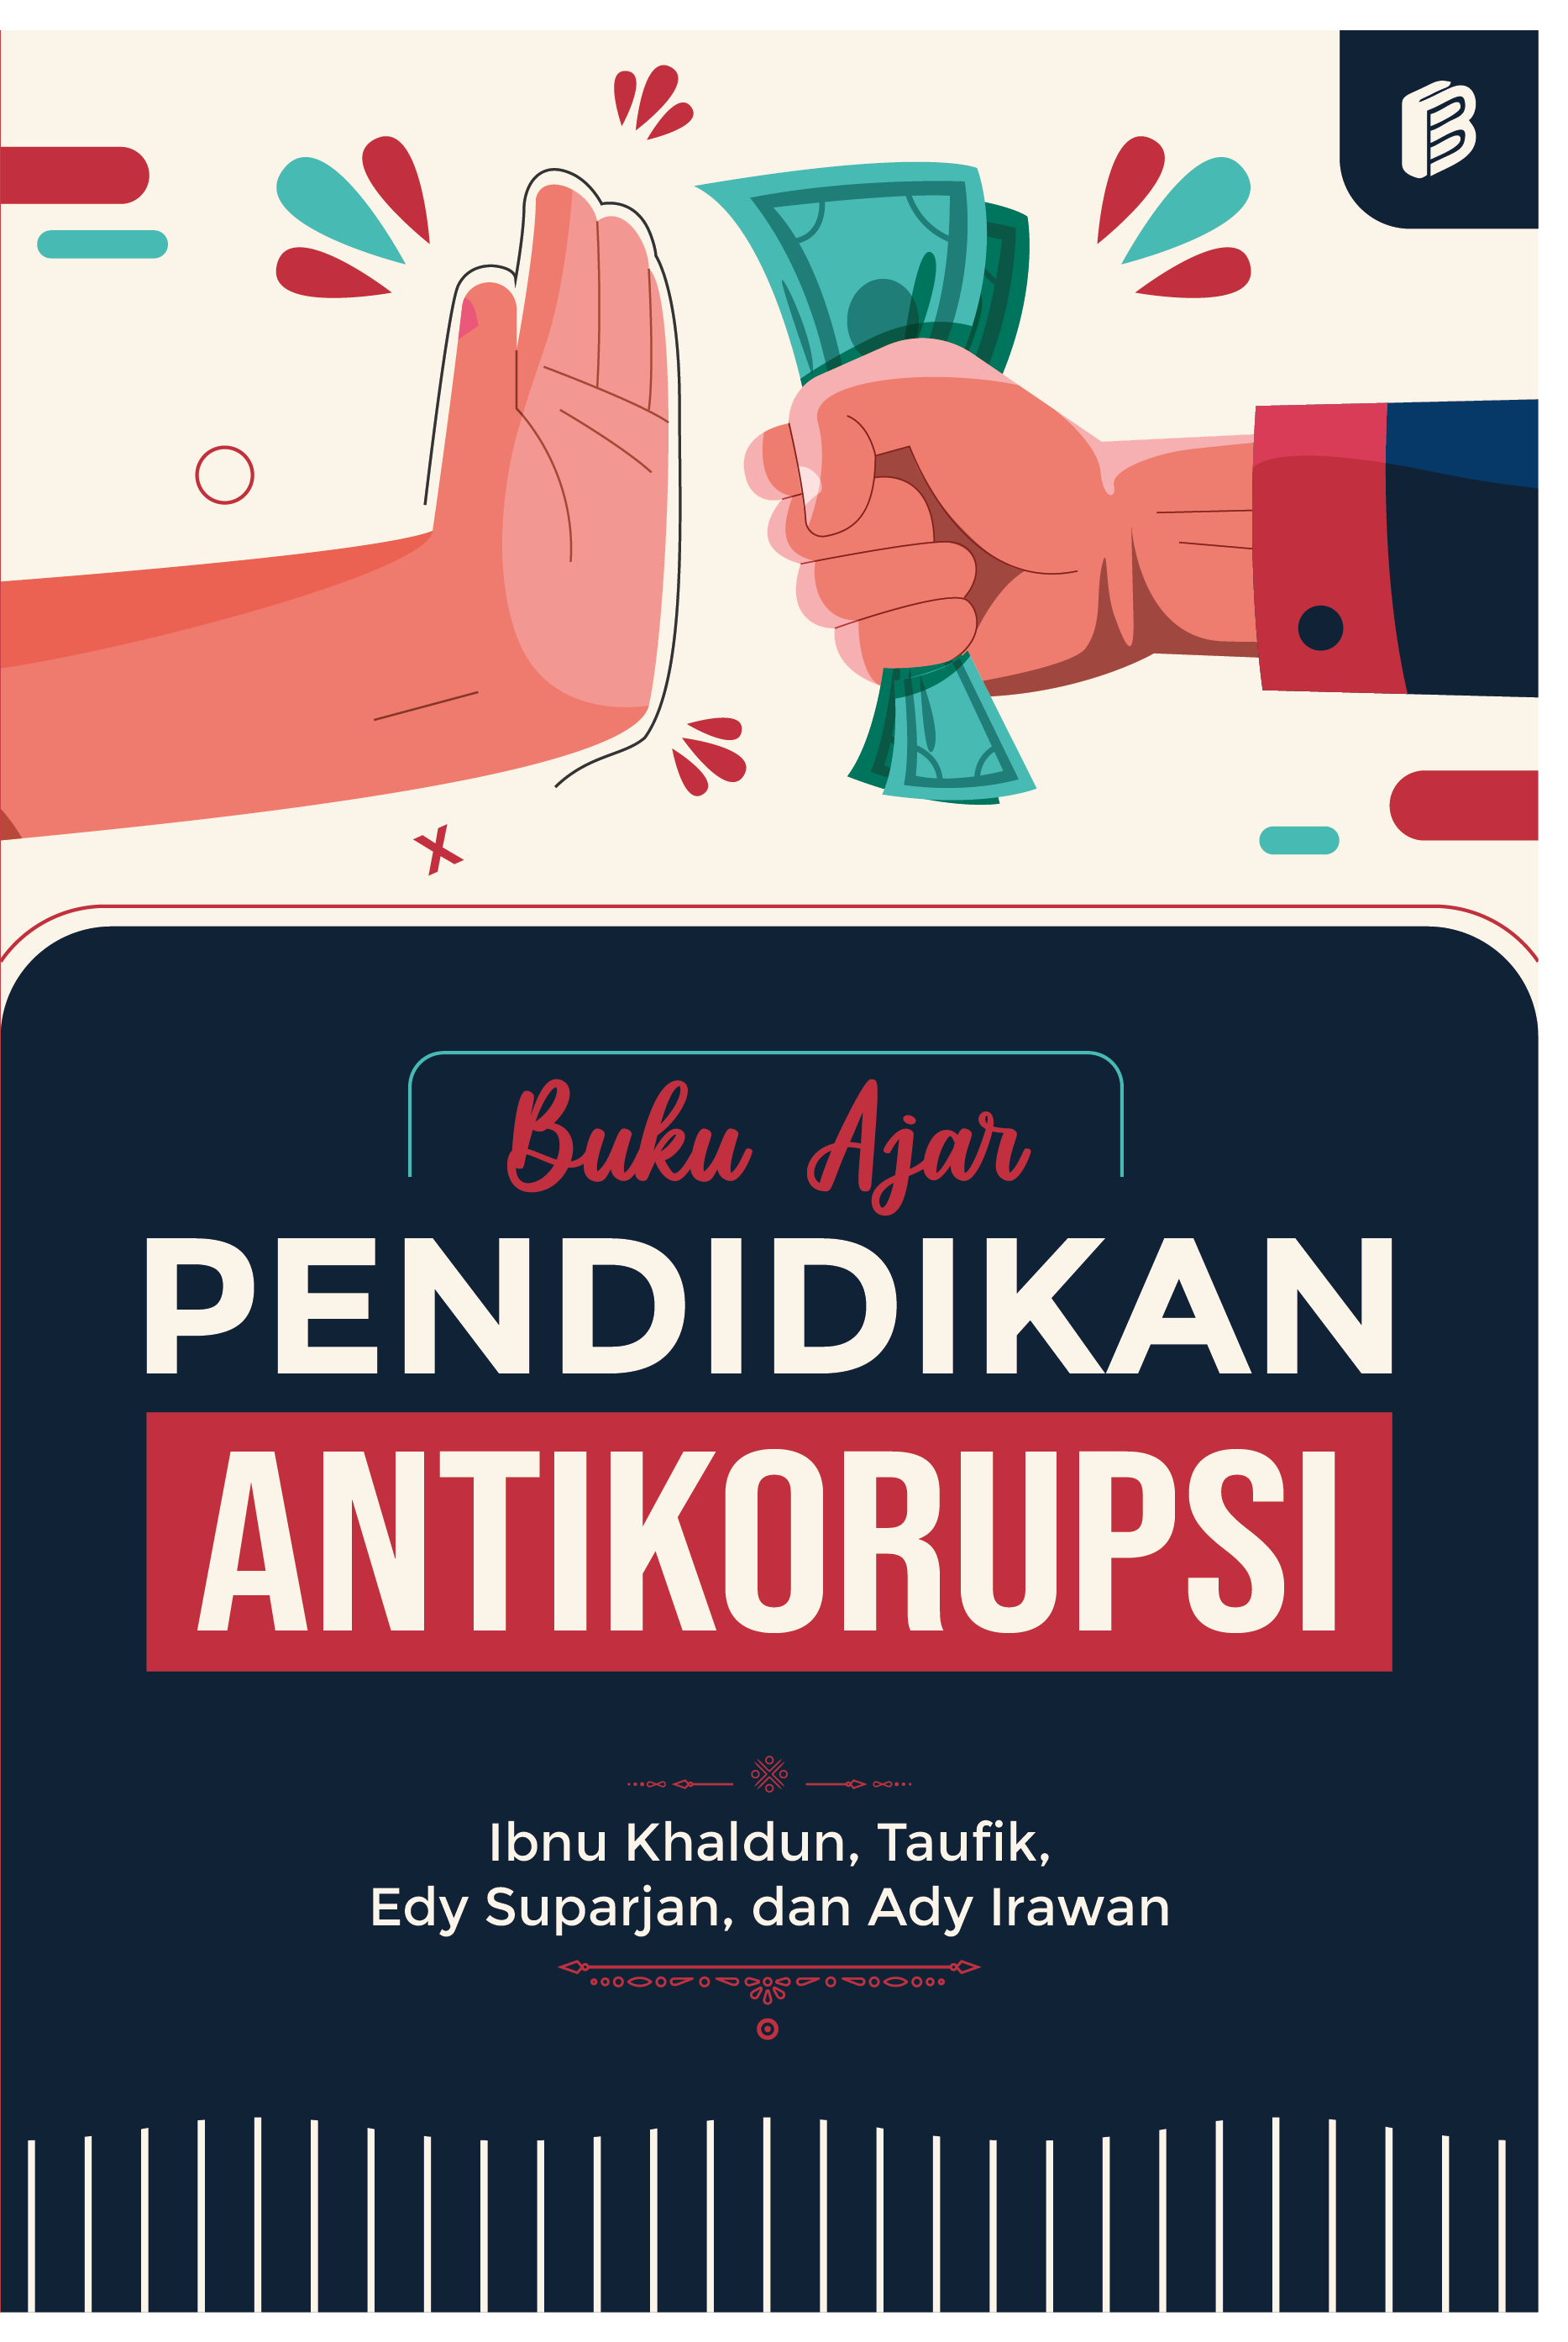 Buku Ajar
PENDIDIKAN
ANTIKORUPSI
Ibnu Khaldun, Taufik,
Edy Suparjan, dan Ady Irawan